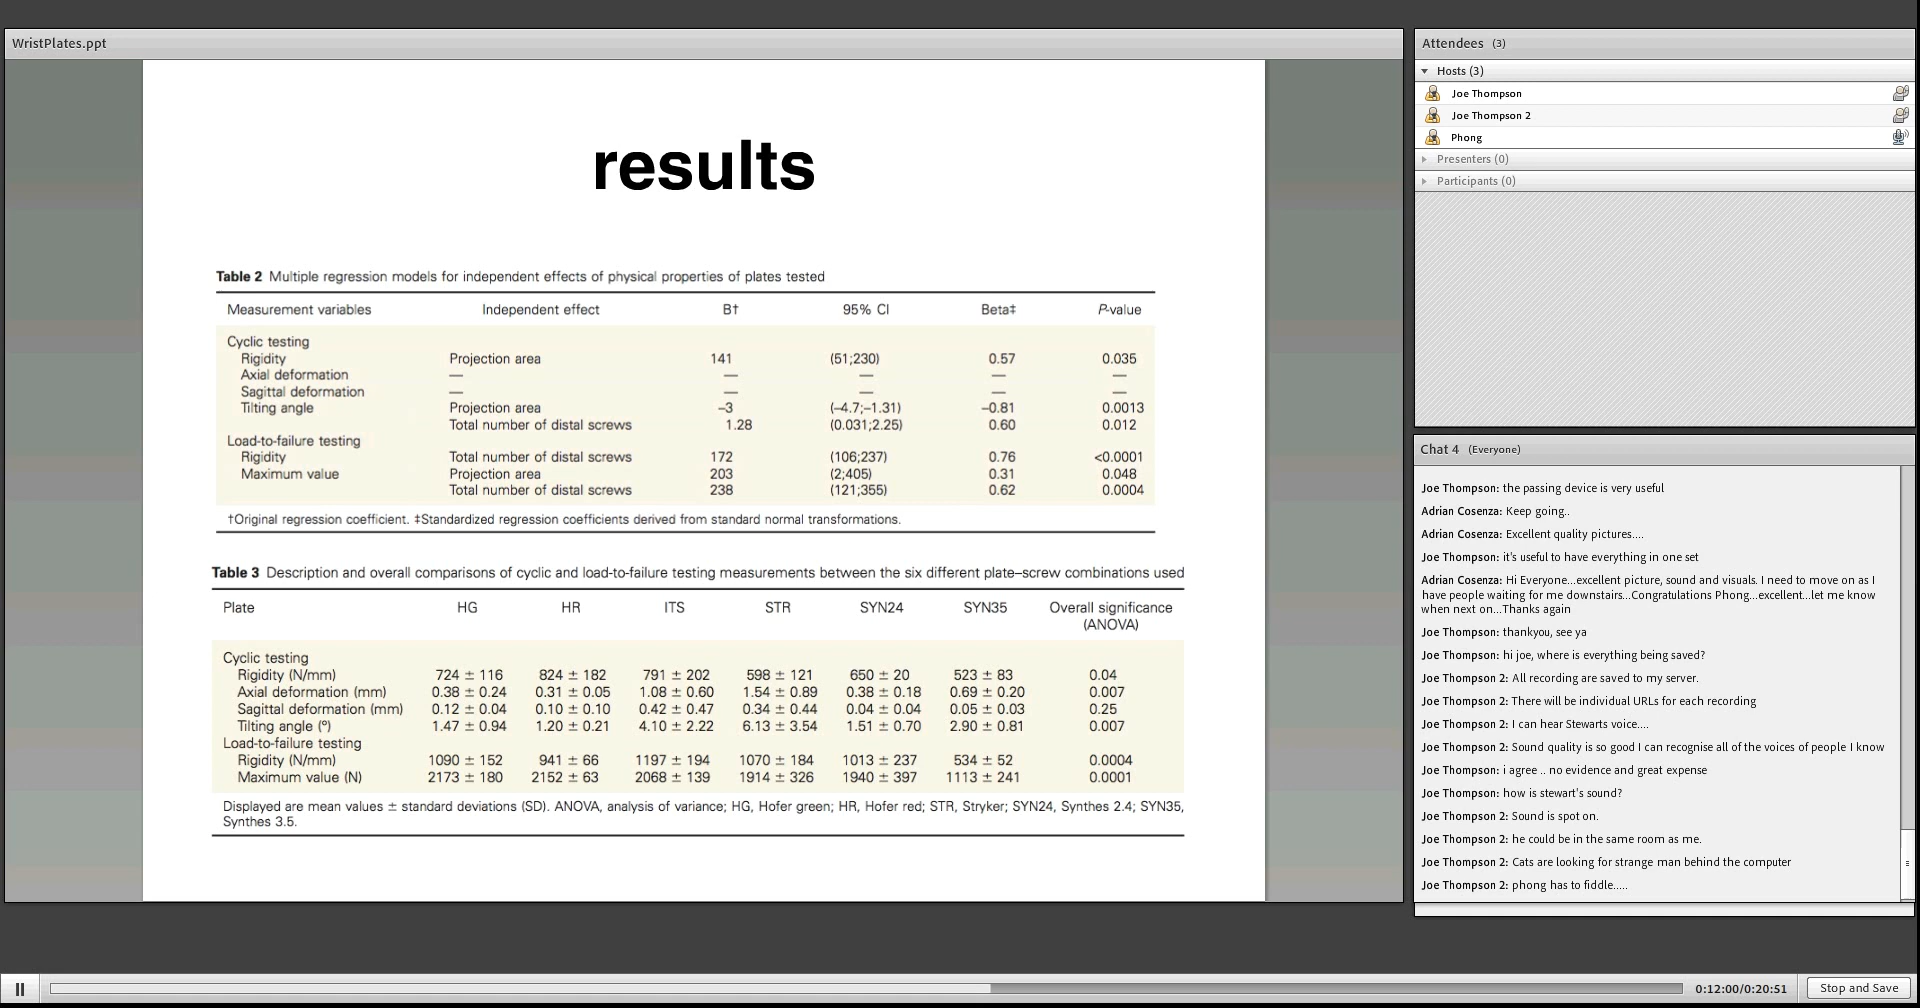 WristPlates.ppt
results
Table 2 Multiple regression models for independent effects of physical properties of plates tested
Measurement variables Independent effect B† 95% CI Beta‡ P-value
Cyclic testing
Rigidity Projection area 141 (51;230) 0.57 0.035
Axial deformation — — — — —
Sagittal deformation — — — — —
Tilting angle Projection area –3 (–4.7;–1.31) –0.81 0.0013
Total number of distal screws 1.28 (0.031;2.25) 0.60 0.012
Load-to-failure testing
Rigidity Total number of distal screws 172 (106;237) 0.76 <0.0001
Maximum value Projection area 203 (2;405) 0.31 0.048
Total number of distal screws 238 (121;355) 0.62 0.0004
†Original regression coefficient. ‡Standardized regression coefficients derived from standard normal transformations.
Table 3 Description and overall comparisons of cyclic and load-to-failure testing measurements between the six different plate–screw combinations used
Plate HG HR ITS STR SYN24 SYN35 Overall significance
(ANOVA)
Cyclic testing
Rigidity (N/mm) 724 ± 116 824 ± 182 791 ± 202 598 ± 121 650 ± 20 523 ± 83 0.04
Axial deformation (mm) 0.38 ± 0.24 0.31 ± 0.05 1.08 ± 0.60 1.54 ± 0.89 0.38 ± 0.18 0.69 ± 0.20 0.007
Sagittal deformation (mm) 0.12 ± 0.04 0.10 ± 0.10 0.42 ± 0.47 0.34 ± 0.44 0.04 ± 0.04 0.05 ± 0.03 0.25
Tilting angle (°) 1.47 ± 0.94 1.20 ± 0.21 4.10 ± 2.22 6.13 ± 3.54 1.51 ± 0.70 2.90 ± 0.81 0.007
Load-to-failure testing
Rigidity (N/mm) 1090 ± 152 941 ± 66 1197 ± 194 1070 ± 184 1013 ± 237 534 ± 52 0.0004
Maximum value (N) 2173 ± 180 2152 ± 63 2068 ± 139 1914 ± 326 1940 ± 397 1113 ± 241 0.0001
Displayed are mean values ± standard deviations (SD). ANOVA, analysis of variance; HG, Hofer green; HR, Hofer red; STR, Stryker; SYN24, Synthes 2.4; SYN35,
Synthes 3.5.
Attendees (3)
Hosts (3)
Joe Thompson
Joe Thompson 2
Phong
Presenters (0)
Participants (0)
Chat 4 (Everyone)
Joe Thompson: the passing device is very useful
Adrian Cosenza: Keep going..
Adrian Cosenza: Excellent quality pictures....
Joe Thompson: it's useful to have everything in one set
Adrian Cosenza: Hi Everyone...excellent picture, sound and visuals. I need to move on as I
have people waiting for me downstairs...Congratulations Phong...excellent...let me know
when next on...Thanks again
Joe Thompson: thankyou, see ya
Joe Thompson: hi joe, where is everything being saved?
Joe Thompson 2: All recording are saved to my server.
Joe Thompson 2: There will be individual URLs for each recording
Joe Thompson 2: I can hear Stewarts voice....
Joe Thompson 2: Sound quality is so good I can recognise all of the voices of people I know
Joe Thompson: i agree .. no evidence and great expense
Joe Thompson: how is stewart's sound?
Joe Thompson 2: Sound is spot on.
Joe Thompson 2: he could be in the same room as me.
Joe Thompson 2: Cats are looking for strange man behind the computer
Joe Thompson 2: phong has to fiddle.....
0:12:00/0:20:51
Stop and Save